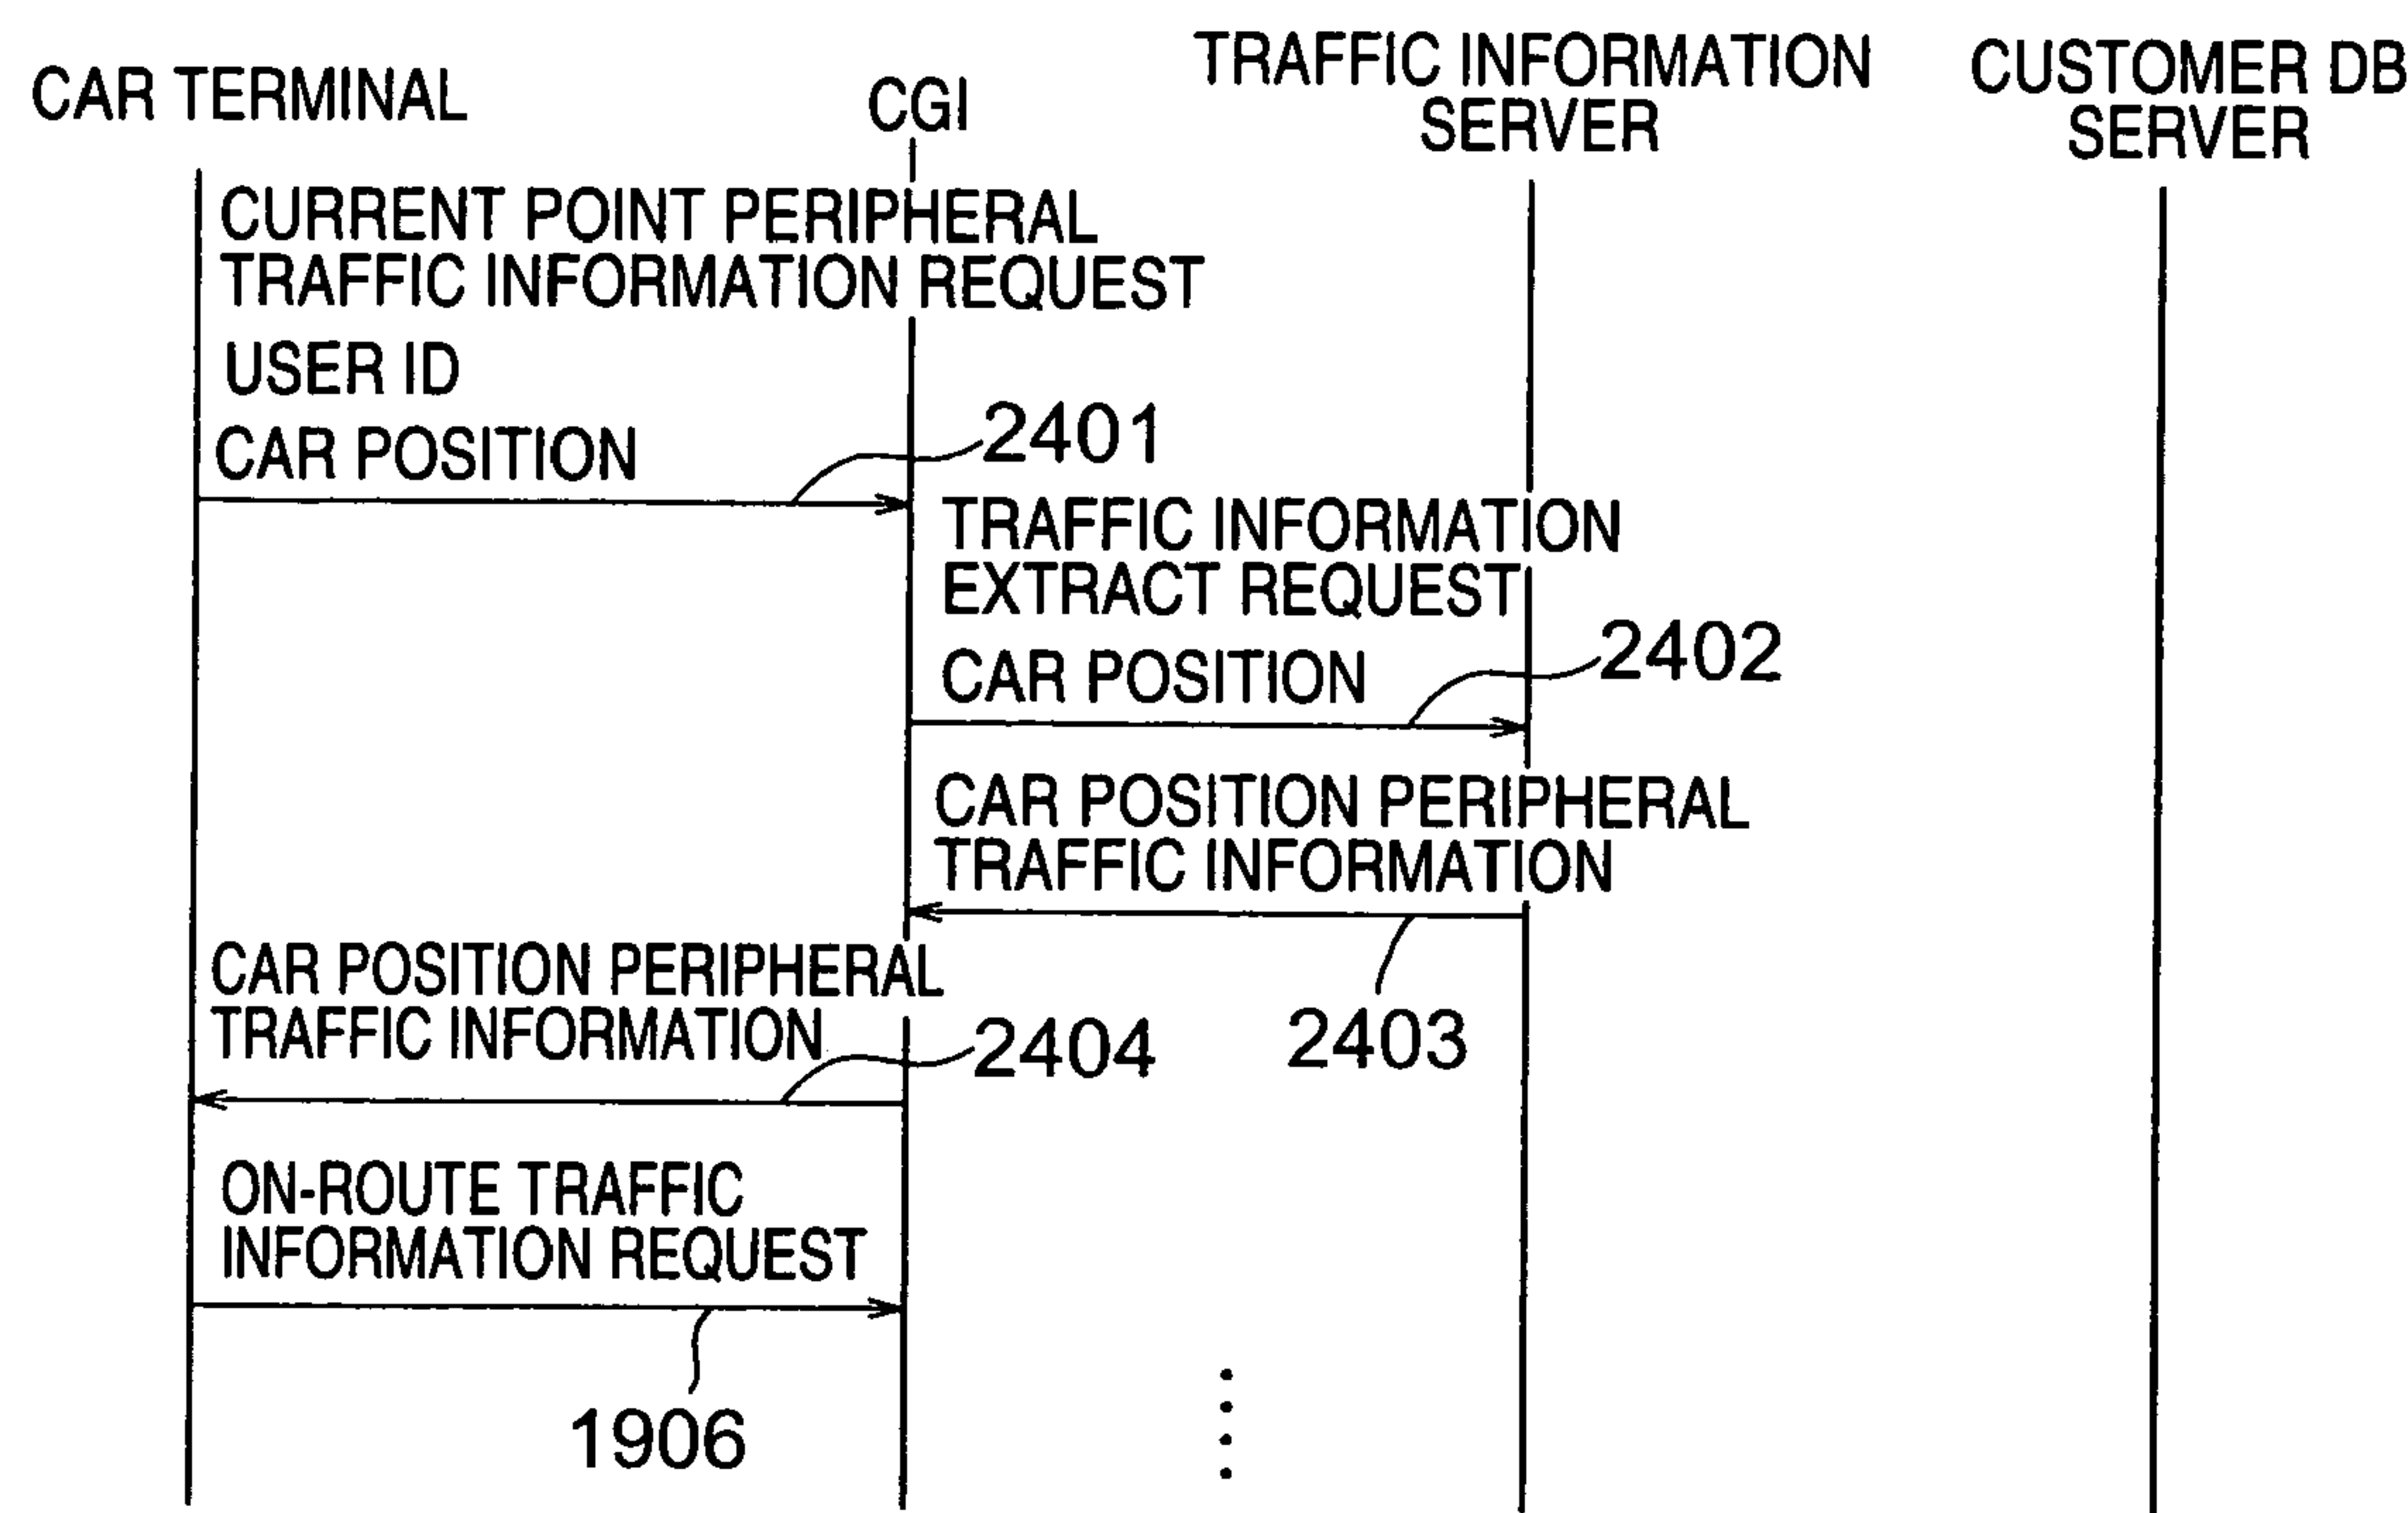 CAR TERMINAL
CGI
TRAFFIC INFORMATION
SERVER
CUSTOMER DB
SERVER
CURRENT POINT PERIPHERAL
TRAFFIC INFORMATION REQUEST
USER ID
CAR POSITION
2401
TRAFFIC INFORMATION
EXTRACT REQUEST
CAR POSITION
2402
CAR POSITION PERIPHERAL
TRAFFIC INFORMATION
2403
CAR POSITION PERIPHERAL
TRAFFIC INFORMATION
2404
ON-ROUTE TRAFFIC
INFORMATION REQUEST
1906